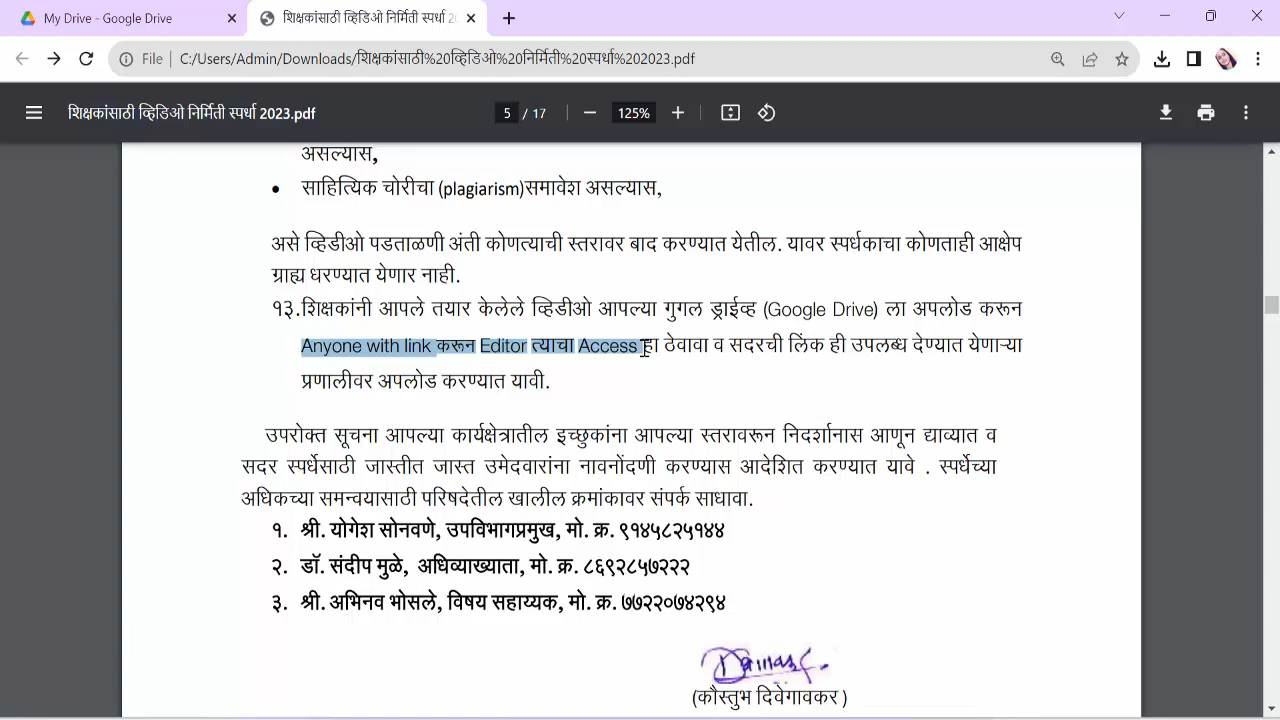 My Drive - Google Drive
शिक्षकांसाठी व्हिडिओ निर्मिती स्पर्धा 2
File
C:/Users/Admin/Downloads/शिक्षकांसाठी%20व्हिडिओ%20निर्मिती%20स्पर्धा%202023.pdf
शिक्षकांसाठी व्हिडिओ निर्मिती स्पर्धा 2023.pdf
5 / 17
125%
असल्यास,
• साहित्यिक चोरीचा (plagiarism)समावेश असल्यास,
असे व्हिडीओ पडताळणी अंती कोणत्याची स्तरावर बाद करण्यात येतील. यावर स्पर्धकाचा कोणताही आक्षेप
ग्राह्य धरण्यात येणार नाही.
१३.शिक्षकांनी आपले तयार केलेले व्हिडीओ आपल्या गुगल ड्राईव्ह (Google Drive) ला अपलोड करून
Anyone with link करून Editor त्याचा Access हा ठेवावा व सदरची लिंक ही उपलब्ध देण्यात येणाऱ्या
प्रणालीवर अपलोड करण्यात यावी.
उपरोक्त सूचना आपल्या कार्यक्षेत्रातील इच्छुकांना आपल्या स्तरावरून निदर्शनास आणून द्याव्यात व
सदर स्पर्धेसाठी जास्तीत जास्त उमेदवारांना नावनोंदणी करण्यास आदेशित करण्यात यावे . स्पर्धेच्या
अधिकच्या समन्वयासाठी परिषदेतील खालील क्रमांकावर संपर्क साधावा.
१. श्री. योगेश सोनवणे, उपविभागप्रमुख, मो. क्र. ९१४५८२५१४४
२. डॉ. संदीप मुळे, अधिव्याख्याता, मो. क्र. ८६९२८५७२२२
३. श्री. अभिनव भोसले, विषय सहाय्यक, मो. क्र. ७७२२०७४२९४
(कौस्तुभ दिवेगावकर )